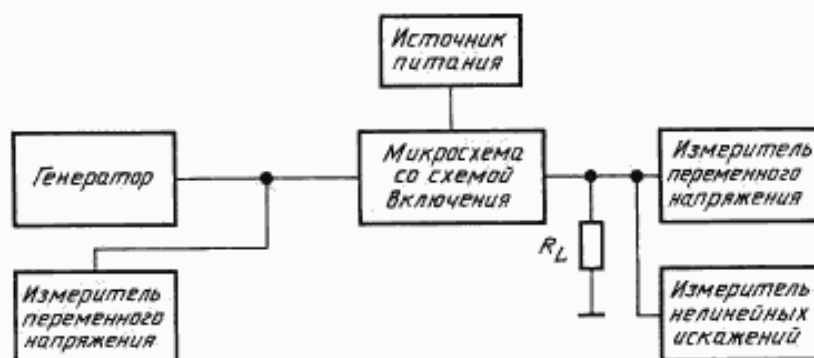 Источник
питания
Генератор
Микросхема
со схемой
включения
Измеритель
переменного
напряжения
R_L
Измеритель
переменного
напряжения
Измеритель
нелинейных
искажений